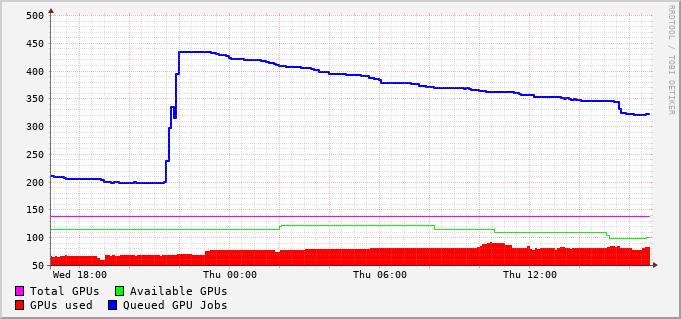 500
450
400
350
300
250
200
150
100
50
Wed 18:00 Thu 00:00 Thu 06:00 Thu 12:00
Total GPUs Available GPUs
GPUs used Queued GPU Jobs
RRDTOOL / TOBI OETIKER